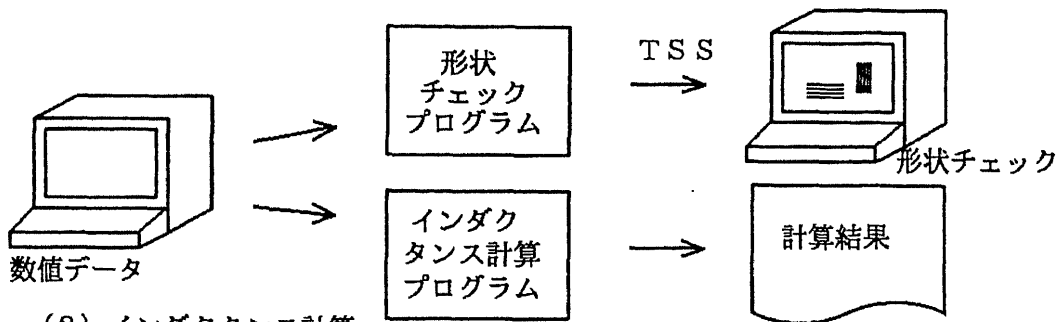 形状
チェック
プログラム
TSS
形状チェック
数値データ
インダク
タンス計算
プログラム
計算結果